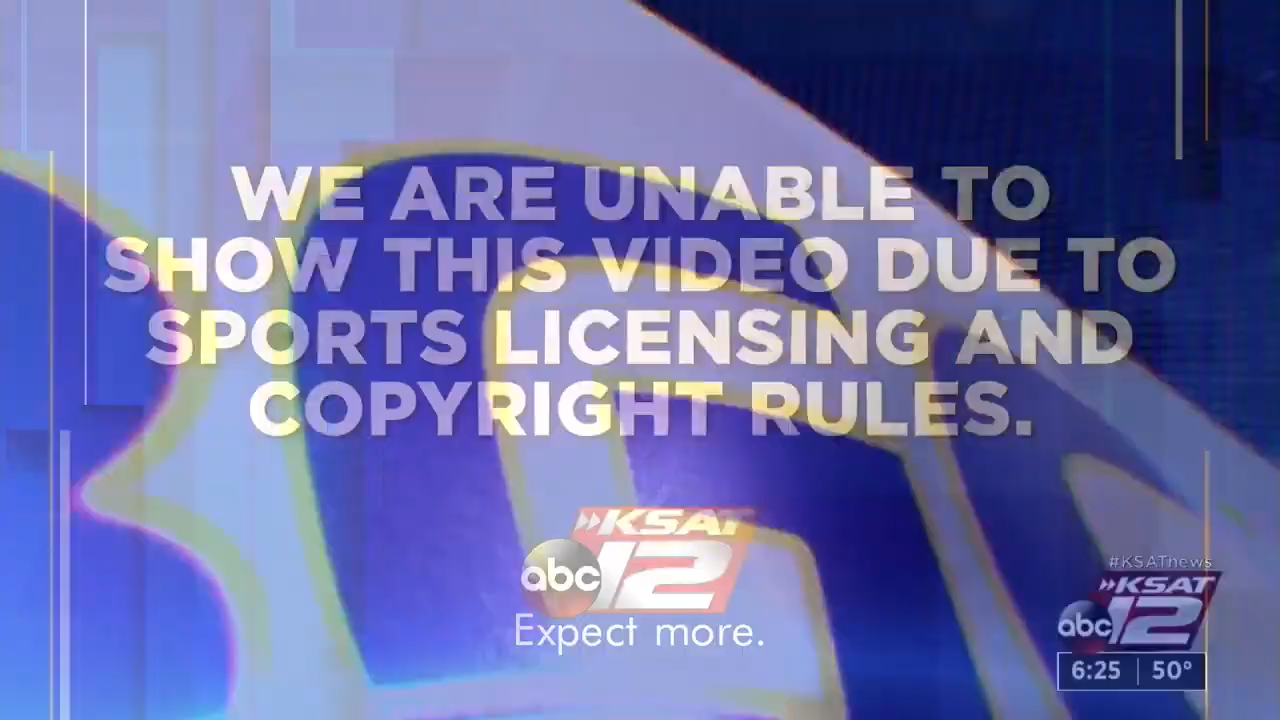 WE ARE UNABLE TO
SHOW THIS VIDEO DUE TO
SPORTS LICENSING AND
COPYRIGHT RULES.
KSAT
abc 12
Expect more.
#KSATnews
KSAT
abc 12
6:25 50°